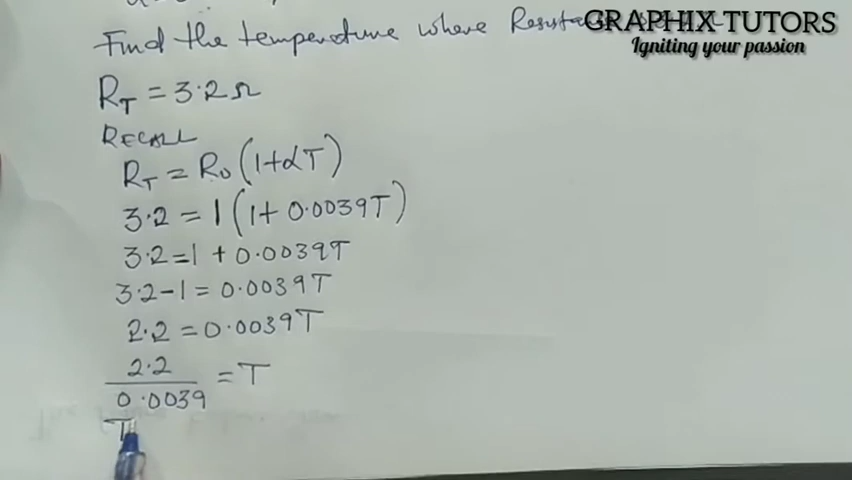 Find the temperature where
GRAPHIX TUTORS
Igniting your passion
R_T = 3.2 Ω
RECALL
R_T = R_0 (1+αT)
3.2 = 1 (1+ 0.0039T)
3.2=1 + 0.0039T
3.2-1 = 0.0039T
2.2 = 0.0039T
2.2
0.0039 = T
T